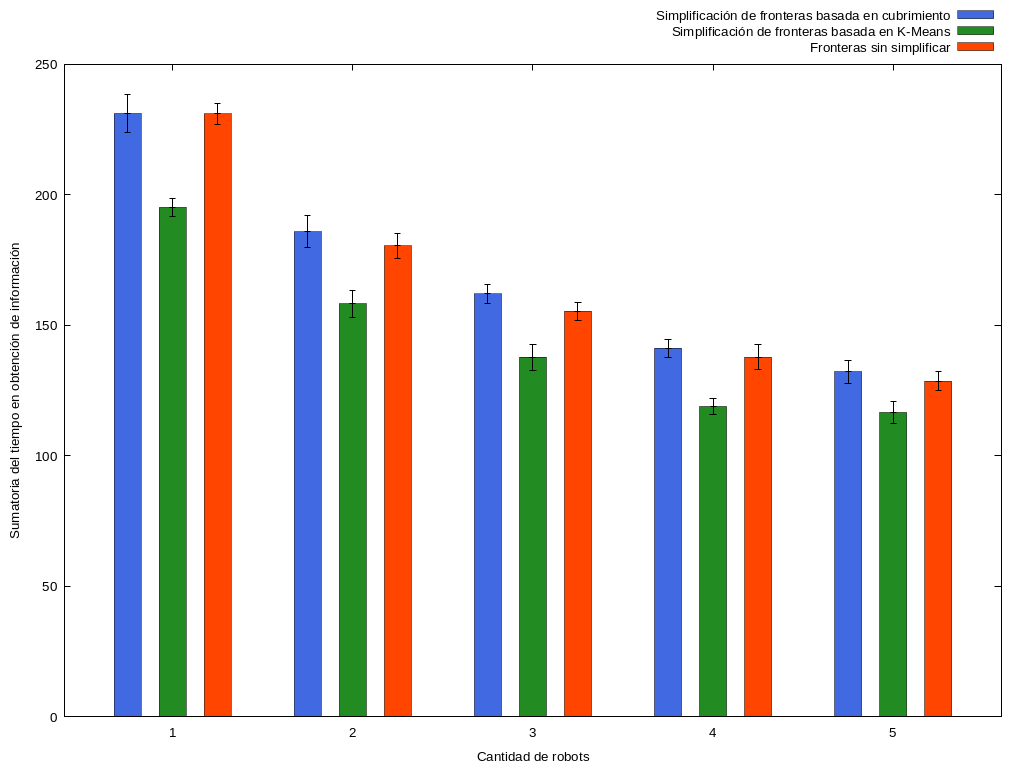 Simplificación de fronteras basada en cubrimiento
Simplificación de fronteras basada en K-Means
Fronteras sin simplificar
250
200
150
100
50
0
Sumatoria del tiempo en obtención de información
1 2 3 4 5
Cantidad de robots